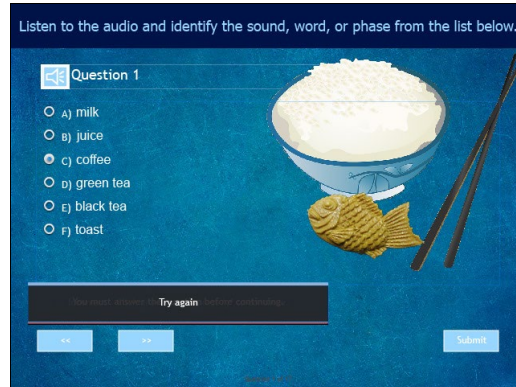 Listen to the audio and identify the sound, word, or phase from the list below.
Question 1
A) milk
B) juice
C) coffee
D) green tea
E) black tea
F) toast
Try again
<< >> Submit